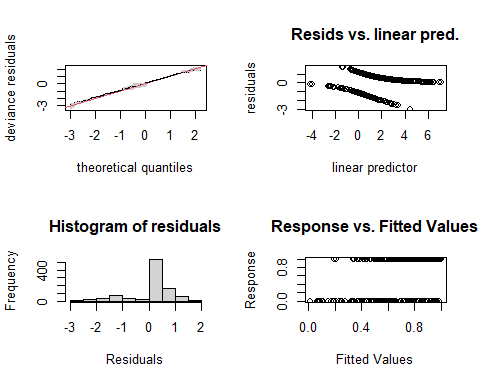 deviance residuals
0
-3
-3 -2 -1 0 1 2
theoretical quantiles
Resids vs. linear pred.
residuals
0
-3
-4 -2 0 2 4 6
linear predictor
Histogram of residuals
Frequency
400
0
-3 -2 -1 0 1 2
Residuals
Response vs. Fitted Values
Response
0.8
0.0
0.0 0.4 0.8
Fitted Values